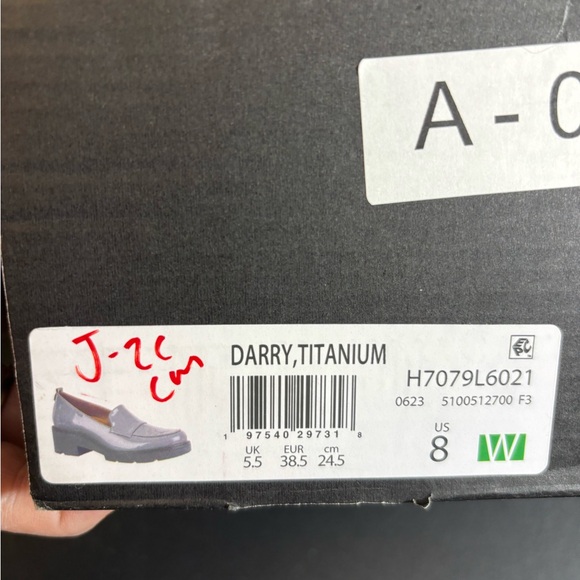 A - 
J-2c
cm
DARRY,TITANIUM
H7079L6021
0623 5100512700 F3
1 97540 29731 8
UK EUR cm
5.5 38.5 24.5
US
8 W